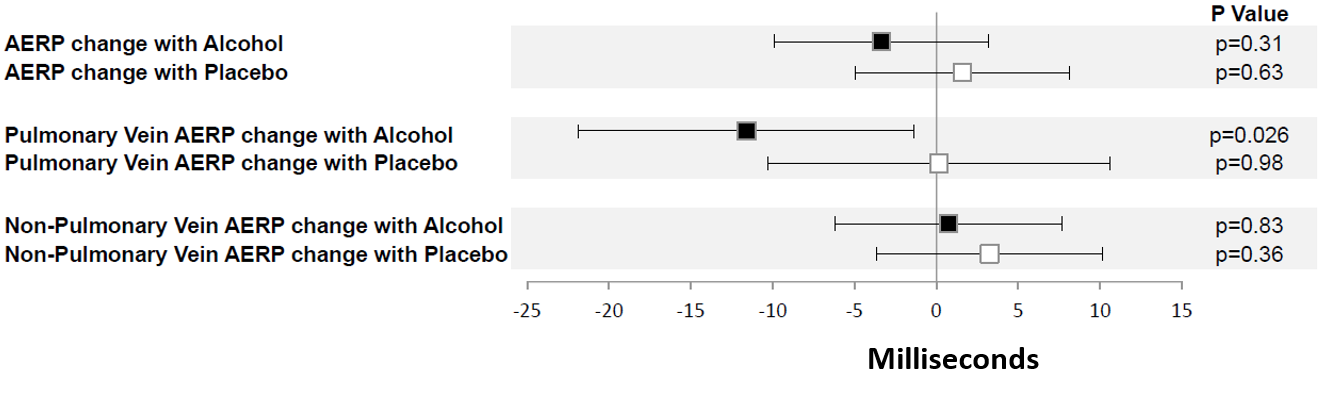 P Value
AERP change with Alcohol p=0.31
AERP change with Placebo p=0.63
Pulmonary Vein AERP change with Alcohol p=0.026
Pulmonary Vein AERP change with Placebo p=0.98
Non-Pulmonary Vein AERP change with Alcohol p=0.83
Non-Pulmonary Vein AERP change with Placebo p=0.36
-25 -20 -15 -10 -5 0 5 10 15
Milliseconds